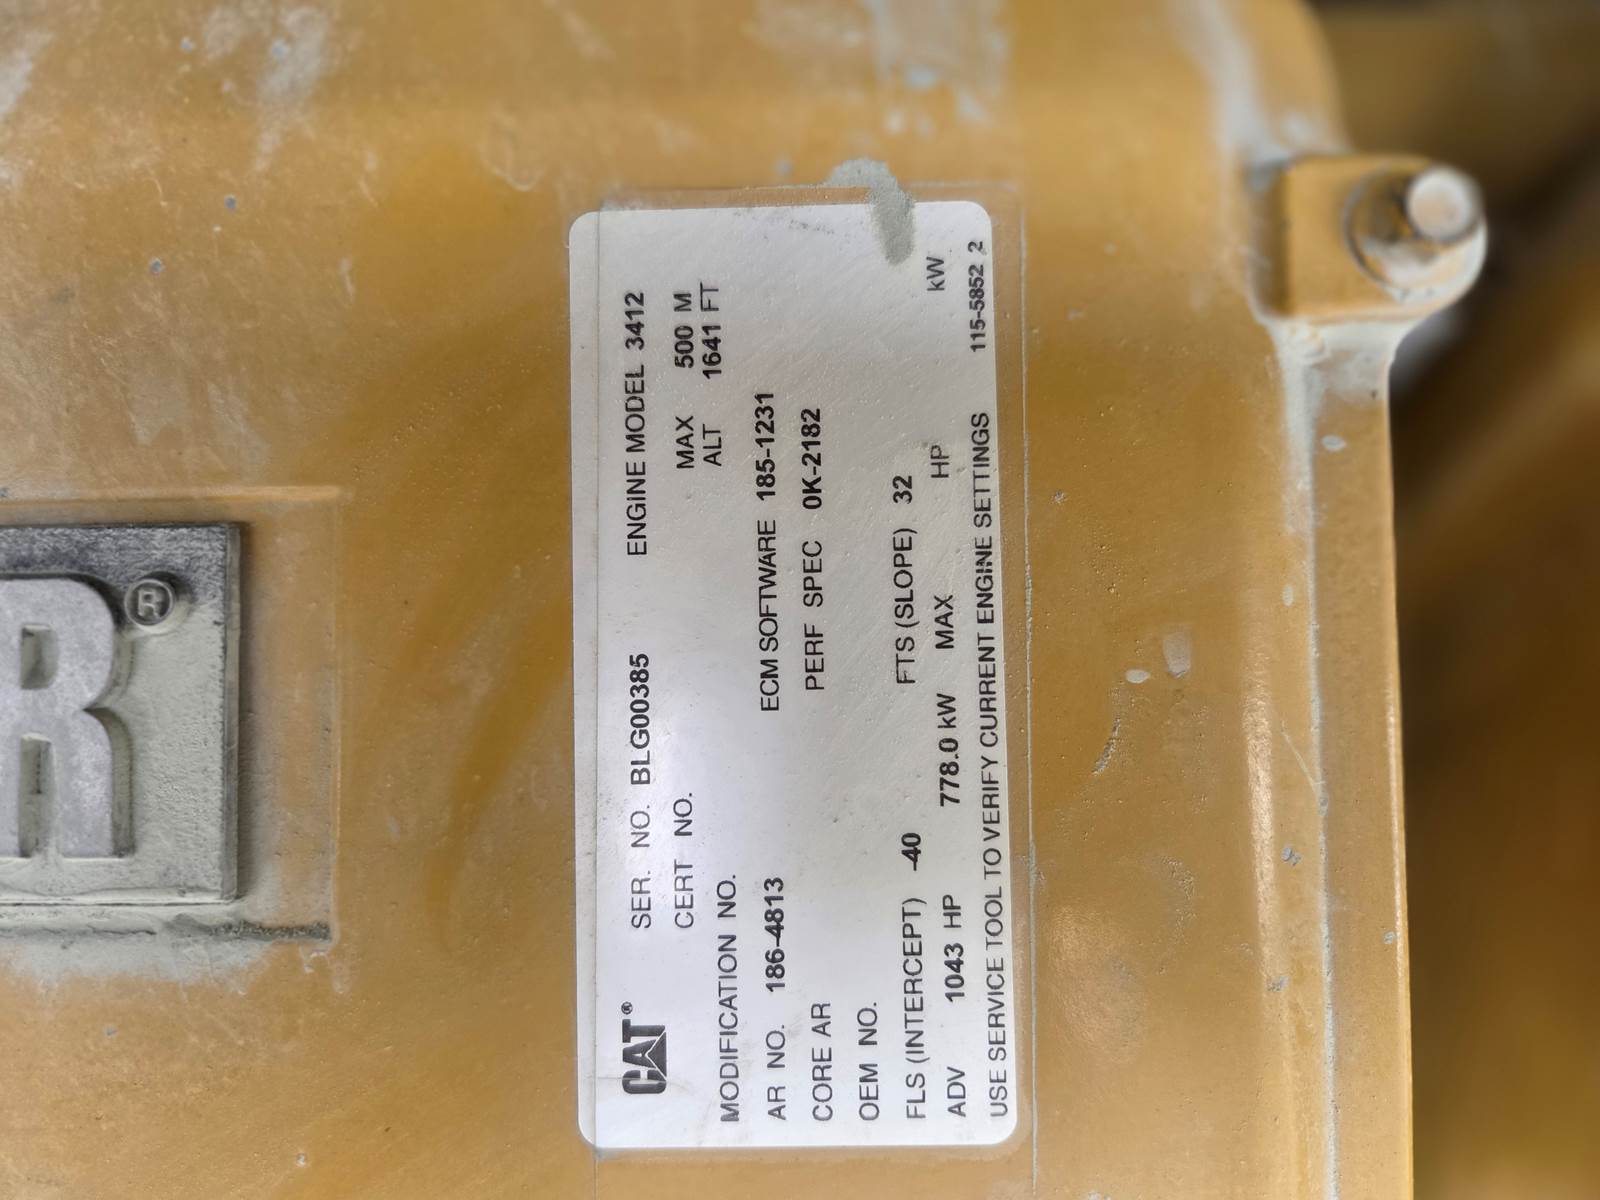 R®
CAT® SER. NO. BLG00385 ENGINE MODEL 3412
CERT NO. MAX 500 M
ALT 1641 FT
MODIFICATION NO.
AR NO. 186-4813 ECM SOFTWARE 185-1231
CORE AR PERF SPEC 0K-2182
OEM NO.
FLS (INTERCEPT) -40 FTS (SLOPE) 32
ADV 1043 HP 778.0 kW MAX HP kW
USE SERVICE TOOL TO VERIFY CURRENT ENGINE SETTINGS 115-5852 2